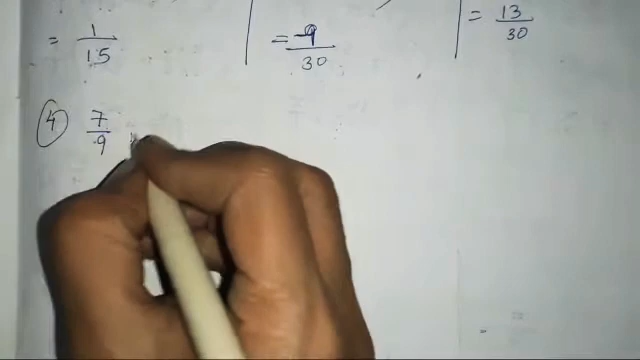 = 1/15
= -9/30
= 13/30
4 7/9